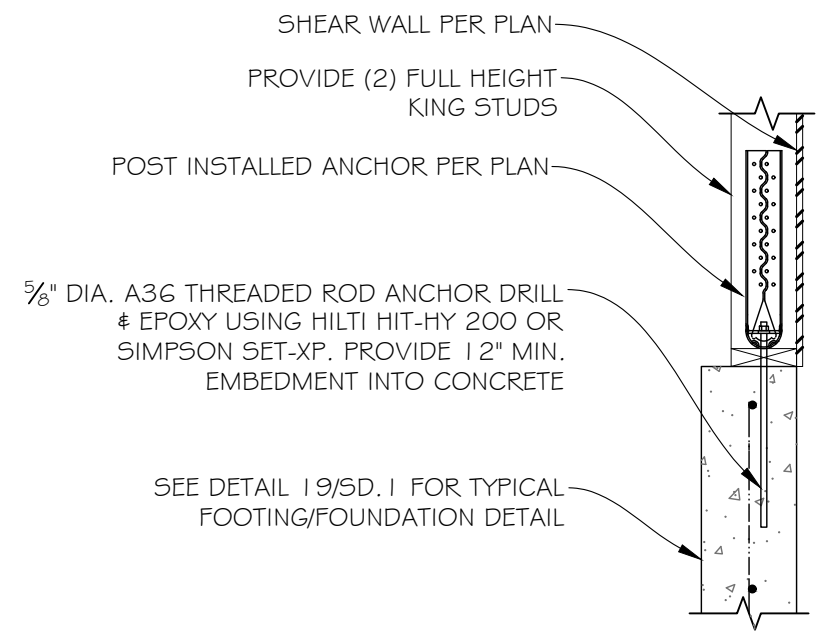 SHEAR WALL PER PLAN
PROVIDE (2) FULL HEIGHT
KING STUDS
POST INSTALLED ANCHOR PER PLAN
5/8" DIA. A36 THREADED ROD ANCHOR DRILL
& EPOXY USING HILTI HIT-HY 200 OR
SIMPSON SET-XP. PROVIDE 12" MIN.
EMBEDMENT INTO CONCRETE
SEE DETAIL 19/SD.1 FOR TYPICAL
FOOTING/FOUNDATION DETAIL